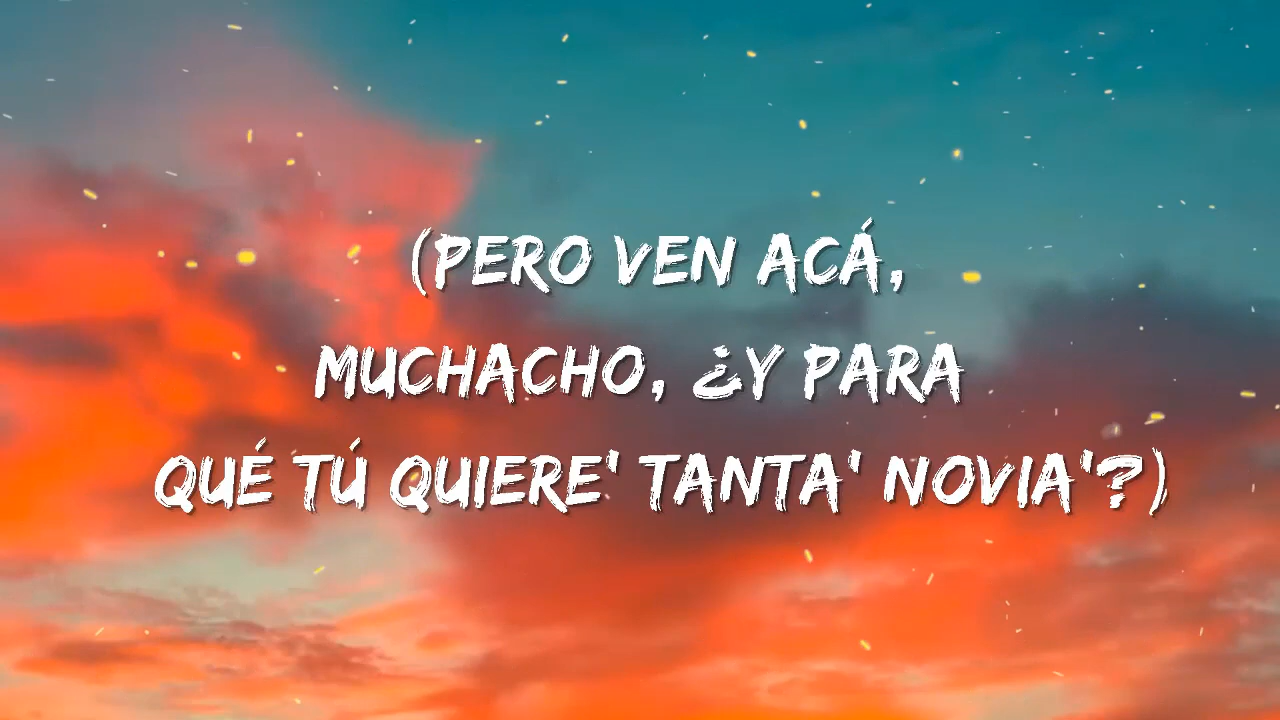 (PERO VEN ACÁ,
MUCHACHO, ¿Y PARA
QUÉ TÚ QUIERE' TANTA' NOVIA'?)